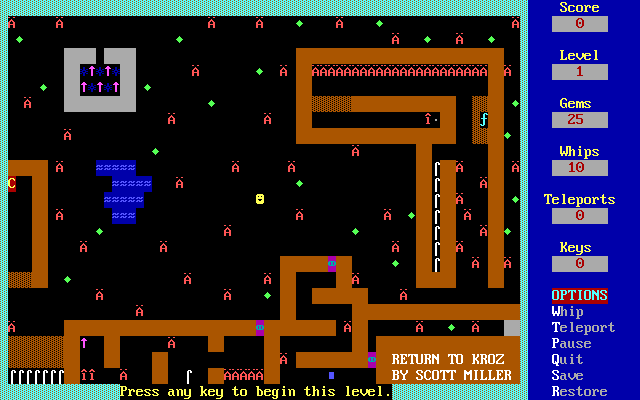 Score
0
Level
1
Gems
25
Whips
10
Teleports
0
Keys
0
OPTIONS
Whip
Teleport
Pause
Quit
Save
Restore
RETURN TO KROZ
BY SCOTT MILLER
Press any key to begin this level.